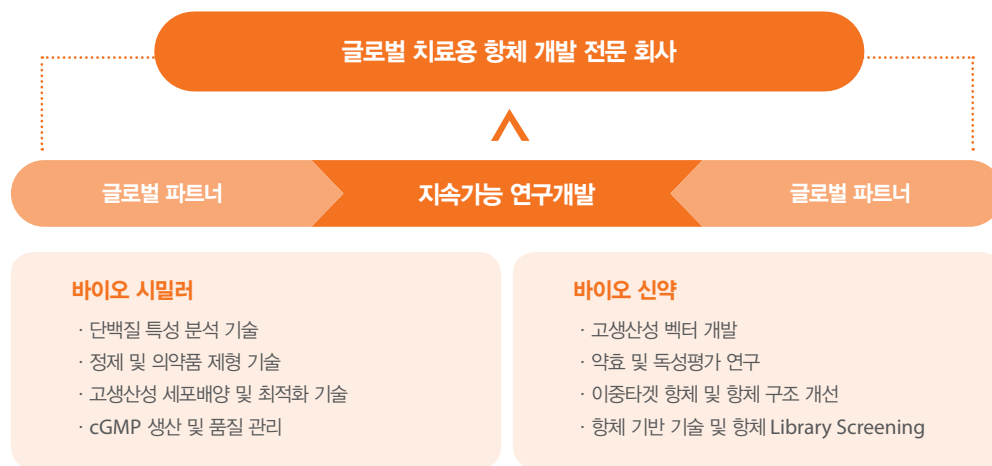 글로벌 치료용 항체 개발 전문 회사
글로벌 파트너
지속가능 연구개발
글로벌 파트너
바이오 시밀러
· 단백질 특성 분석 기술
· 정제 및 의약품 제형 기술
· 고생산성 세포배양 및 최적화 기술
· cGMP 생산 및 품질 관리
바이오 신약
· 고생산성 벡터 개발
· 약효 및 독성평가 연구
· 이중타겟 항체 및 항체 구조 개선
· 항체 기반 기술 및 항체 Library Screening